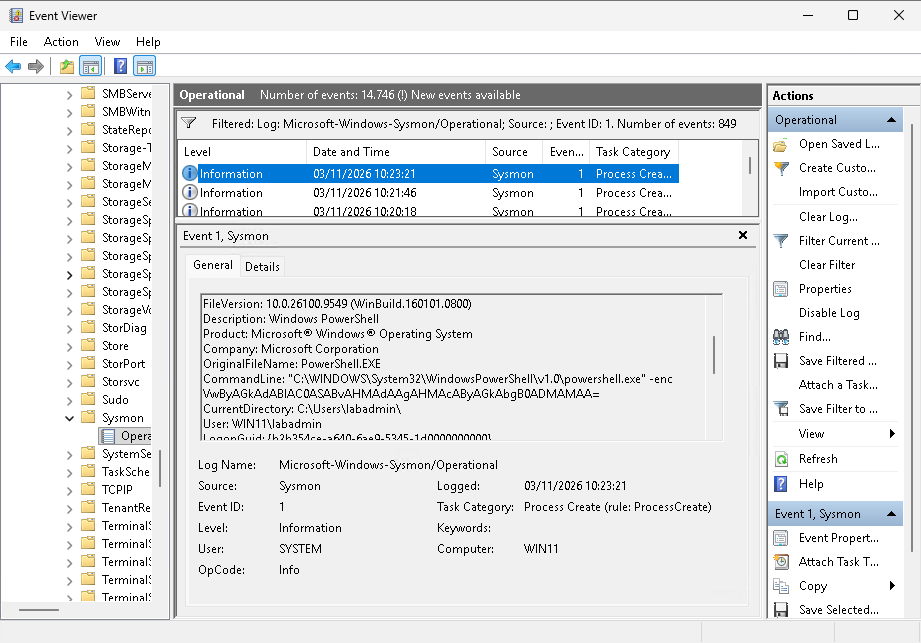 Event Viewer
File Action View Help
SMBServe
SMBWitn
StateRepo
Storage-T
StorageM
StorageM
StorageSe
StorageSp
StorageSp
StorageSp
StorageSp
StorageSp
StorageVo
StorDiag
Store
StorPort
Storsvc
Sudo
Sysmon
Opera
SystemSe
TaskSche
TCPIP
TenantRe
TerminalS
TerminalS
TerminalS
TerminalS
TerminalS
Operational Number of events: 14.746 (!) New events available
Filtered: Log: Microsoft-Windows-Sysmon/Operational; Source: ; Event ID: 1. Number of events: 849
Level Date and Time Source Even... Task Category
Information 03/11/2026 10:23:21 Sysmon 1 Process Crea...
Information 03/11/2026 10:21:46 Sysmon 1 Process Crea...
Information 03/11/2026 10:20:18 Sysmon 1 Process Crea...
Event 1, Sysmon
General Details
FileVersion: 10.0.26100.9549 (WinBuild.160101.0800)
Description: Windows PowerShell
Product: Microsoft® Windows® Operating System
Company: Microsoft Corporation
OriginalFileName: PowerShell.EXE
CommandLine: "C:\WINDOWS\System32\WindowsPowerShell\v1.0\powershell.exe" -enc
VwByAGkAdABlAC0ASABvAHMAdAAgAHMAcAByAGkAbgB0ADMAMAA=
CurrentDirectory: C:\Users\labadmin\
User: WIN11\labadmin
LogonGuid: {b2b354ce-a640-6ae9-5345-1d0000000000}
Log Name: Microsoft-Windows-Sysmon/Operational
Source: Sysmon Logged: 03/11/2026 10:23:21
Event ID: 1 Task Category: Process Create (rule: ProcessCreate)
Level: Information Keywords:
User: SYSTEM Computer: WIN11
OpCode: Info
Actions
Operational
Open Saved L...
Create Custo...
Import Custo...
Clear Log...
Filter Current ...
Clear Filter
Properties
Disable Log
Find...
Save Filtered ...
Attach a Task...
Save Filter to ...
View
Refresh
Help
Event 1, Sysmon
Event Propert...
Attach Task T...
Copy
Save Selected...